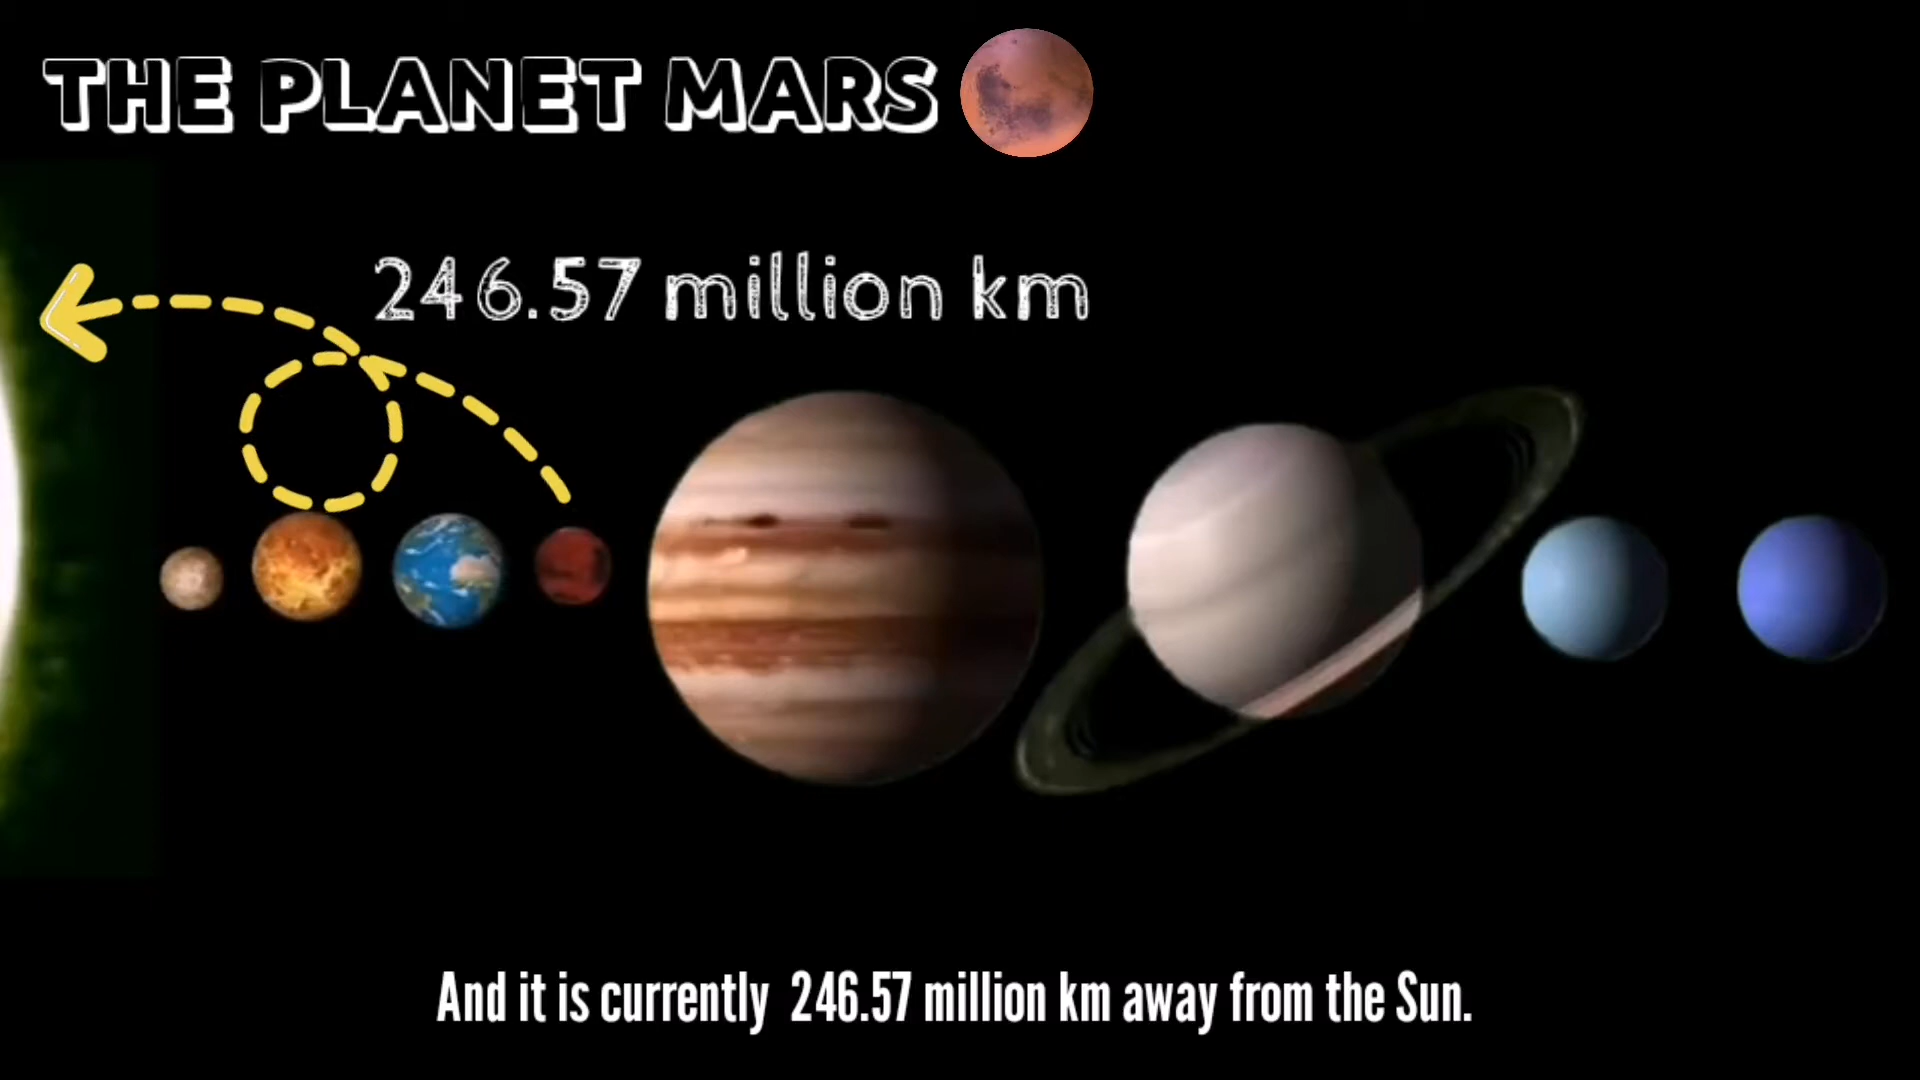 THE PLANET MARS
246.57 million km
And it is currently 246.57 million km away from the Sun.